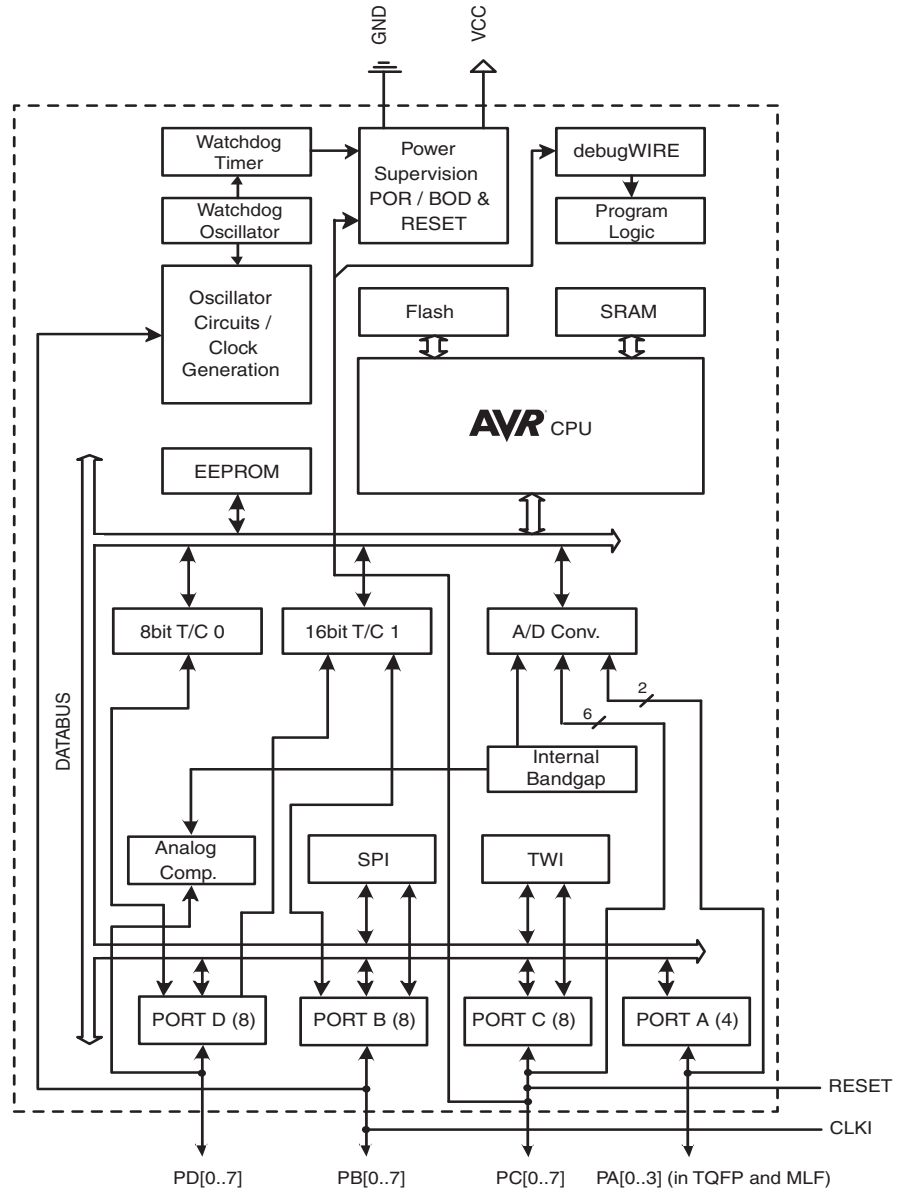 GND
VCC
Watchdog
Timer
Power
Supervision
POR / BOD &
RESET
debugWIRE
Watchdog
Oscillator
Program
Logic
Oscillator
Circuits /
Clock
Generation
Flash
SRAM
AVR CPU
EEPROM
DATABUS
8bit T/C 0
16bit T/C 1
A/D Conv.
2
6
Internal
Bandgap
Analog
Comp.
SPI
TWI
PORT D (8)
PORT B (8)
PORT C (8)
PORT A (4)
RESET
CLKI
PD[0..7]
PB[0..7]
PC[0..7]
PA[0..3] (in TQFP and MLF)